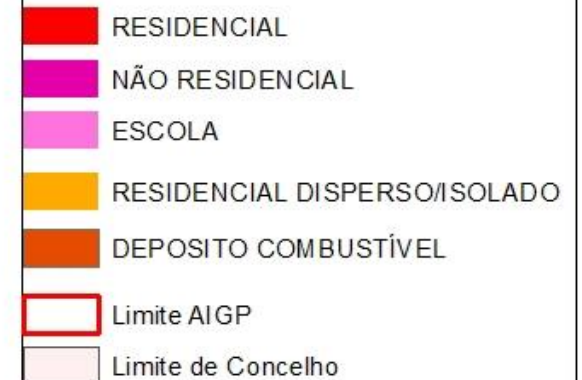 RESIDENCIAL
NÃO RESIDENCIAL
ESCOLA
RESIDENCIAL DISPERSO/ISOLADO
DEPOSITO COMBUSTÍVEL
Limite AIGP
Limite de Concelho